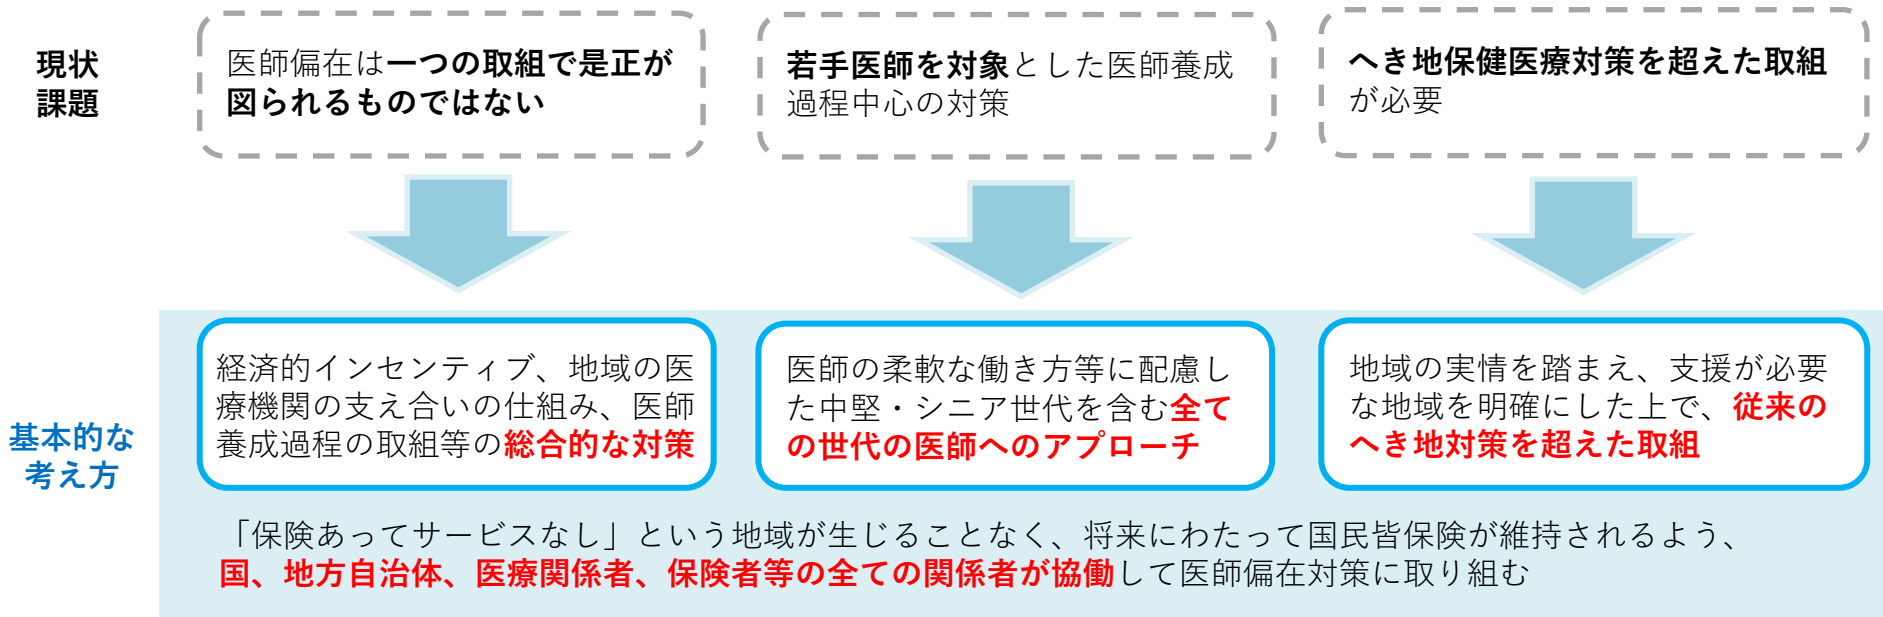 現状
課題
医師偏在は一つの取組で是正が
図られるものではない
若手医師を対象とした医師養成
過程中心の対策
へき地保健医療対策を超えた取組
が必要
基本的な
考え方
経済的インセンティブ、地域の医
療機関の支え合いの仕組み、医師
養成過程の取組等の総合的な対策
医師の柔軟な働き方等に配慮し
た中堅・シニア世代を含む全て
の世代の医師へのアプローチ
地域の実情を踏まえ、支援が必要
な地域を明確にした上で、従来の
へき地対策を超えた取組
「保険あってサービスなし」という地域が生じることなく、将来にわたって国民皆保険が維持されるよう、
国、地方自治体、医療関係者、保険者等の全ての関係者が協働して医師偏在対策に取り組む